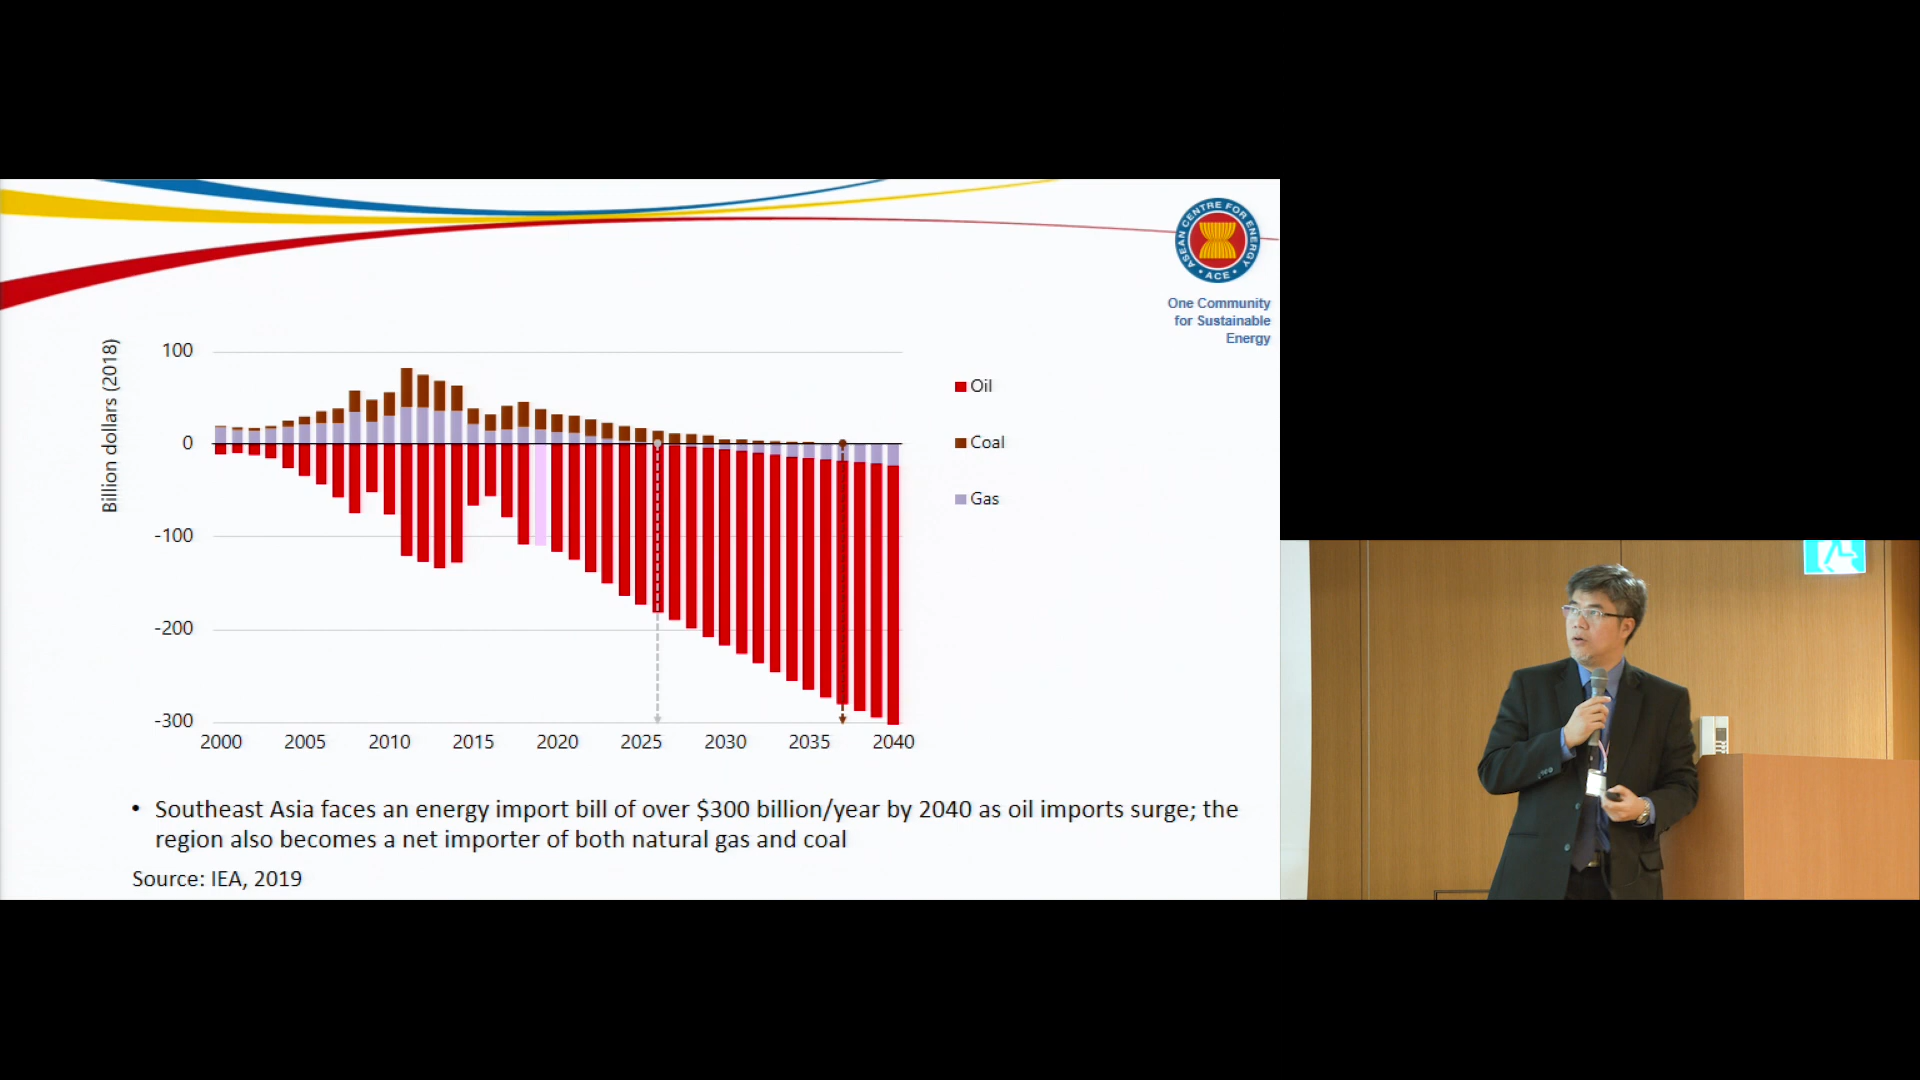 ASEAN CENTRE FOR ENERGY
• ACE •
One Community
for Sustainable
Energy
Billion dollars (2018)
100
0
-100
-200
-300
2000 2005 2010 2015 2020 2025 2030 2035 2040
Oil
Coal
Gas
• Southeast Asia faces an energy import bill of over $300 billion/year by 2040 as oil imports surge; the
region also becomes a net importer of both natural gas and coal
Source: IEA, 2019